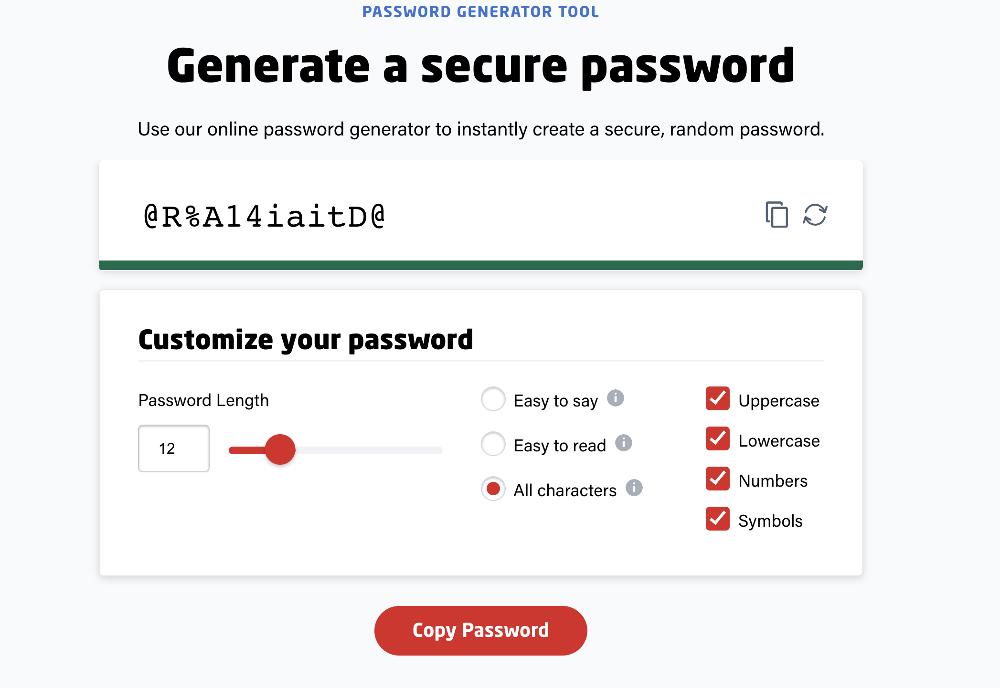 PASSWORD GENERATOR TOOL
Generate a secure password
Use our online password generator to instantly create a secure, random password.
@R%A14iaitD@
Customize your password
Password Length
12
Easy to say
Easy to read
All characters
Uppercase
Lowercase
Numbers
Symbols
Copy Password